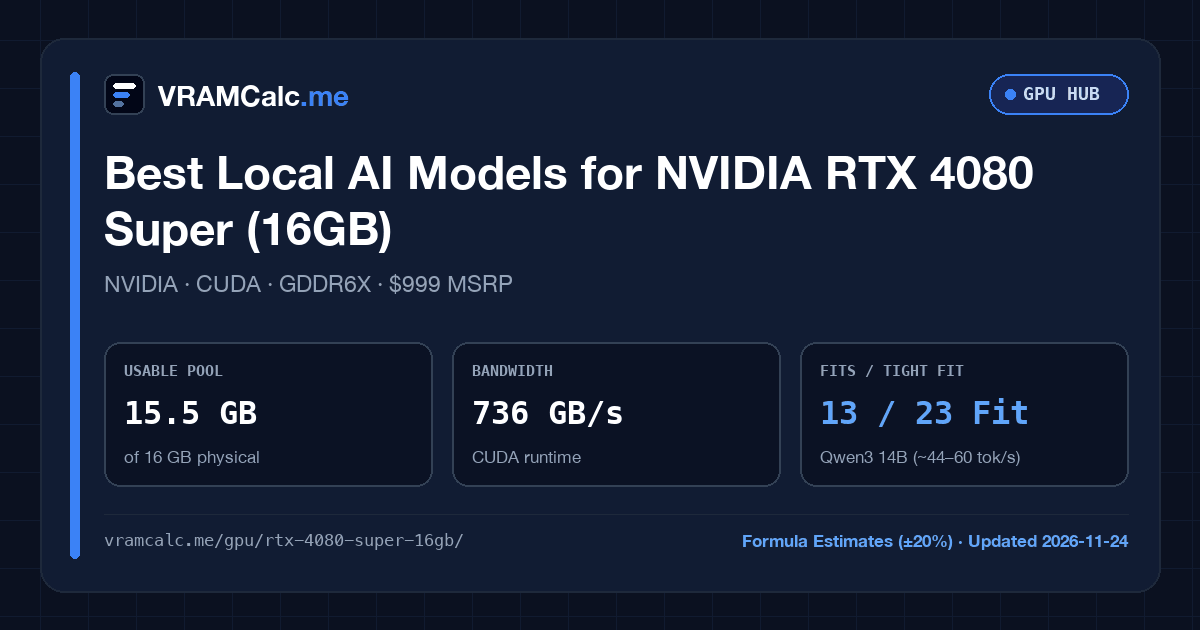 VRAMCalc.me
GPU HUB
Best Local AI Models for NVIDIA RTX 4080
Super (16GB)
NVIDIA · CUDA · GDDR6X · $999 MSRP
USABLE POOL
15.5 GB
of 16 GB physical
BANDWIDTH
736 GB/s
CUDA runtime
FITS / TIGHT FIT
13 / 23 Fit
Qwen3 14B (~44–60 tok/s)
vramcalc.me/gpu/rtx-4080-super-16gb/
Formula Estimates (±20%) · Updated 2026-11-24